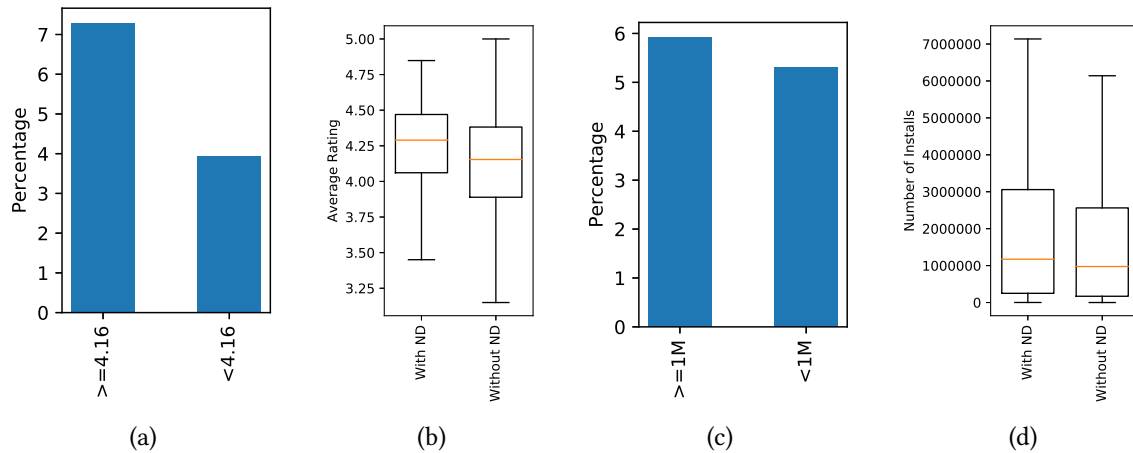 Percentage
7
6
5
4
3
2
1
0
>=4.16
<4.16
(a)
Average Rating
5.00
4.75
4.50
4.25
4.00
3.75
3.50
3.25
With ND
Without ND
(b)
Percentage
6
5
4
3
2
1
0
>=1M
<1M
(c)
Number of Installs
7000000
6000000
5000000
4000000
3000000
2000000
1000000
0
With ND
Without ND
(d)